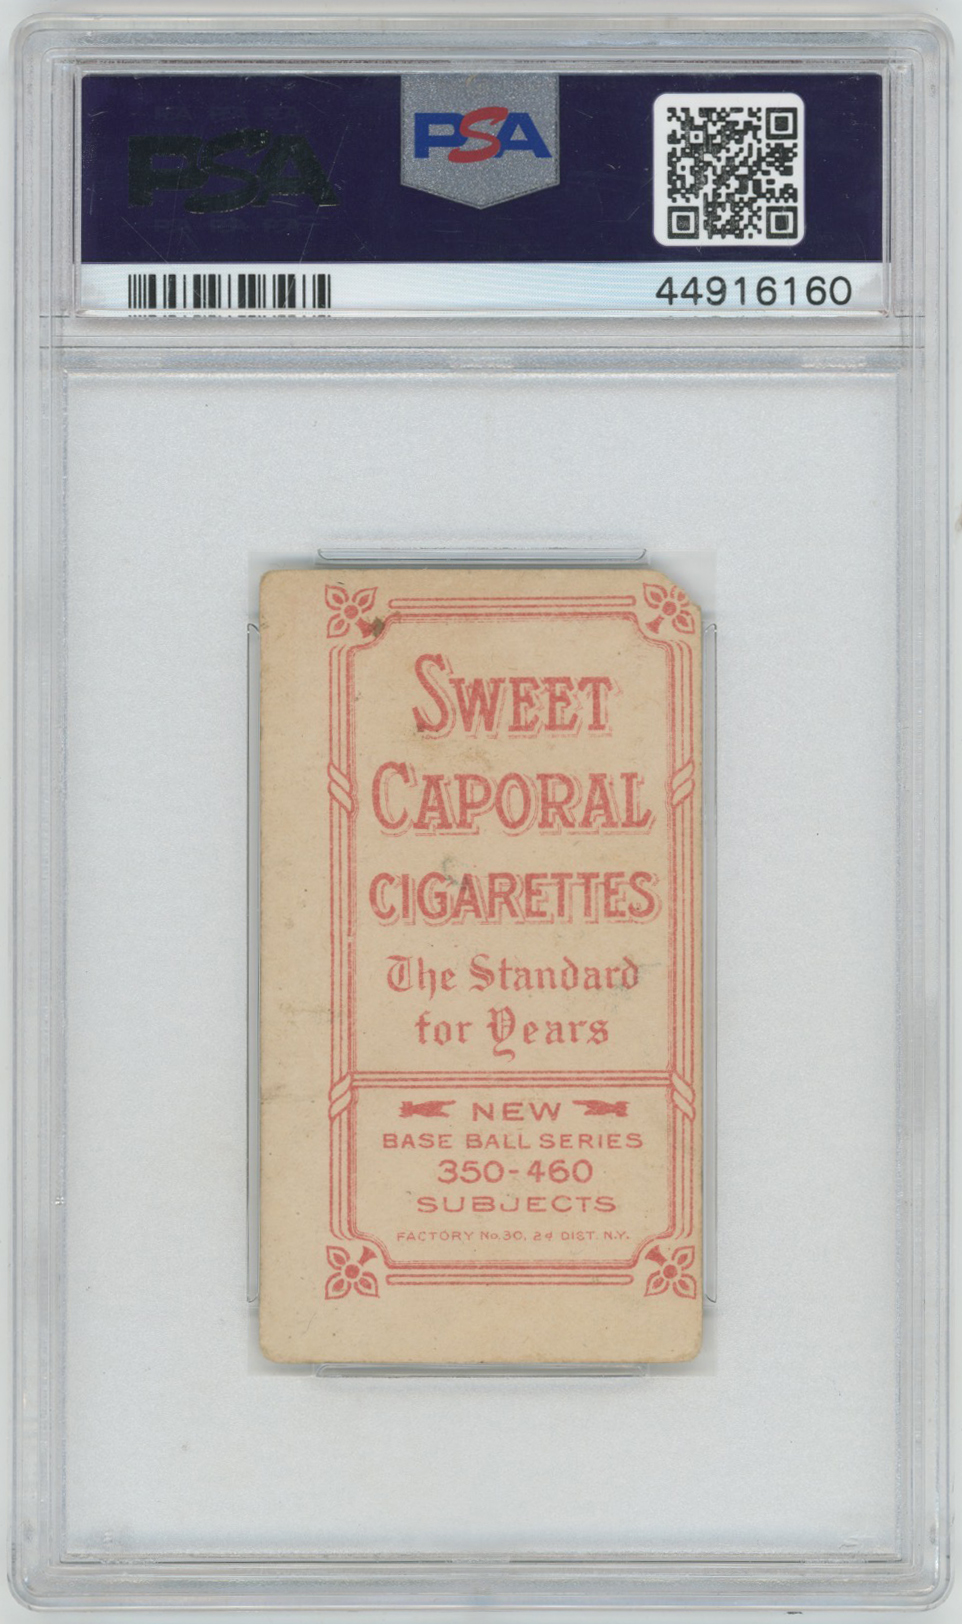 PSA
PSA
44916160
SWEET
CAPORAL
CIGARETTES
The Standard
for Years
NEW
BASE BALL SERIES
350-460
SUBJECTS
FACTORY No. 30, 2d DIST. N.Y.